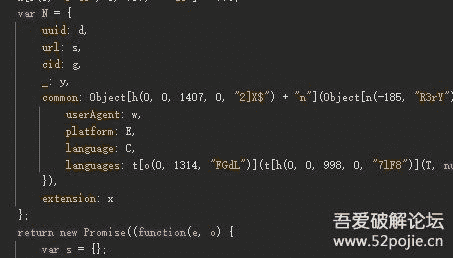 var N = {
uuid: d,
url: s,
cid: g,
_: y,
common: Object[h(0, 0, 1407, 0, "2]X$") + "n"](Object[n(-185, "R3rY")
userAgent: w,
platform: E,
language: C,
languages: t[o(0, 1314, "FGdL")](t[h(0, 0, 998, 0, "7lF8")](T, nu
}),
extension: x
};
return new Promise((function(e, o) {
var s = {};
吾爱破解论坛
www.52pojie.cn